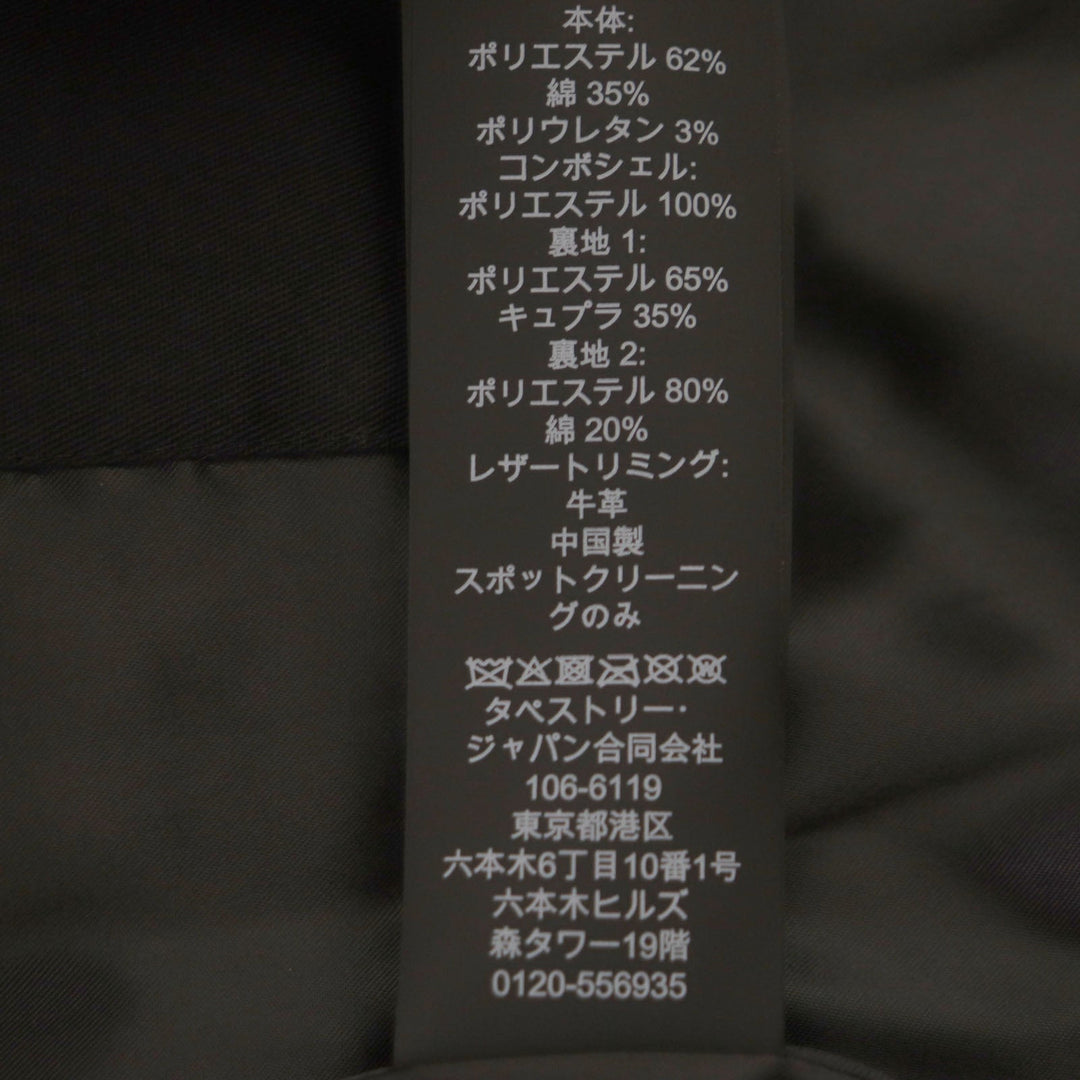 本体:
ポリエステル 62%
綿 35%
ポリウレタン 3%
コンボシェル:
ポリエステル 100%
裏地 1:
ポリエステル 65%
キュプラ 35%
裏地 2:
ポリエステル 80%
綿 20%
レザートリミング:
牛革
中国製
スポットクリーニン
グのみ
タペストリー・
ジャパン合同会社
106-6119
東京都港区
六本木6丁目10番1号
六本木ヒルズ
森タワー19階
0120-556935